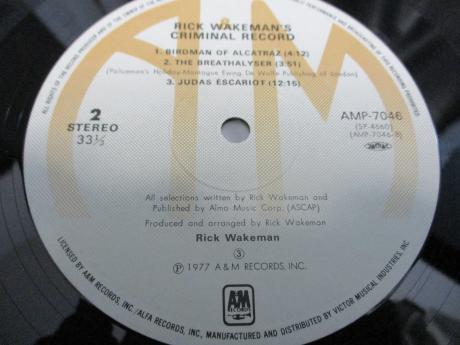 RICK WAKEMAN'S
CRIMINAL RECORD
1. BIRDMAN OF ALCATRAZ (4:12)
2. THE BREATHALYSER (3:51)
(Policeman's Holiday-Montague Ewing De Wolfe Publishing of London)
3. JUDAS ESCARIOT (12:15)
2
STEREO
33⅓
AMP-7046
(SP-4660)
(AMP-7046-B)
All selections written by Rick Wakeman and
Published by Almo Music Corp. (ASCAP)
Produced and arranged by Rick Wakeman
Rick Wakeman
③
Ⓟ 1977 A & M RECORDS, INC.
A&M
RECORDS
LICENSED BY A&M RECORDS, INC./ALFA RECORDS, INC., MANUFACTURED AND DISTRIBUTED BY VICTOR MUSICAL INDUSTRIES, INC